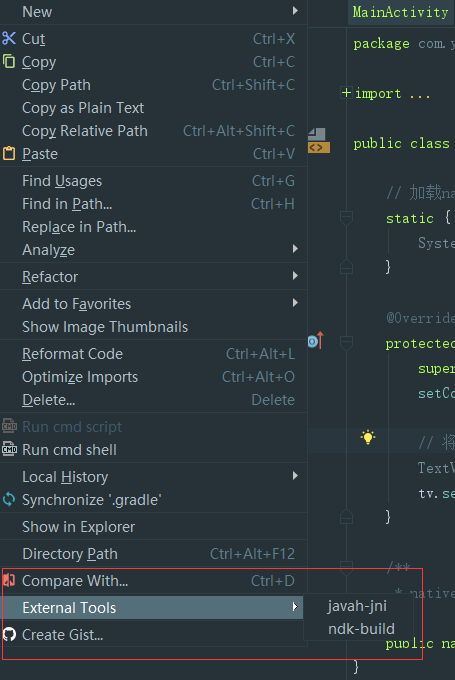 New
Cut Ctrl+X
Copy Ctrl+C
Copy Path Ctrl+Shift+C
Copy as Plain Text
Copy Relative Path Ctrl+Alt+Shift+C
Paste Ctrl+V
Find Usages Ctrl+G
Find in Path... Ctrl+H
Replace in Path...
Analyze
Refactor
Add to Favorites
Show Image Thumbnails
Reformat Code Ctrl+Alt+L
Optimize Imports Ctrl+Alt+O
Delete... Delete
Run cmd script
Run cmd shell
Local History
Synchronize '.gradle'
Show in Explorer
Directory Path Ctrl+Alt+F12
Compare With... Ctrl+D
External Tools
Create Gist...
javah-jni
ndk-build
MainActivity
package com.y
import ...
public class
// 加载na
static {
Syste
}
@Override
protected
super
setCo
// 将
TextV
tv.se
}
/**
* native
public na
}